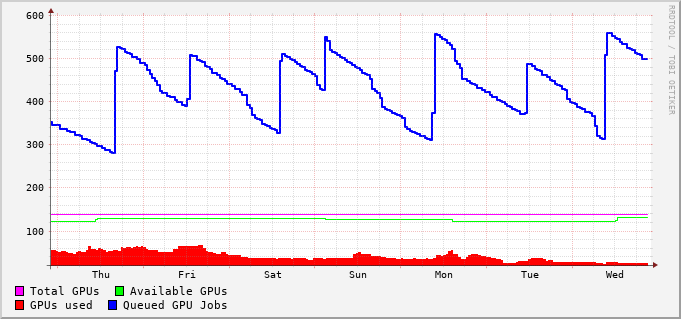 600
500
400
300
200
100
Thu Fri Sat Sun Mon Tue Wed
Total GPUs Available GPUs
GPUs used Queued GPU Jobs
RRDTOOL / TOBI OETIKER